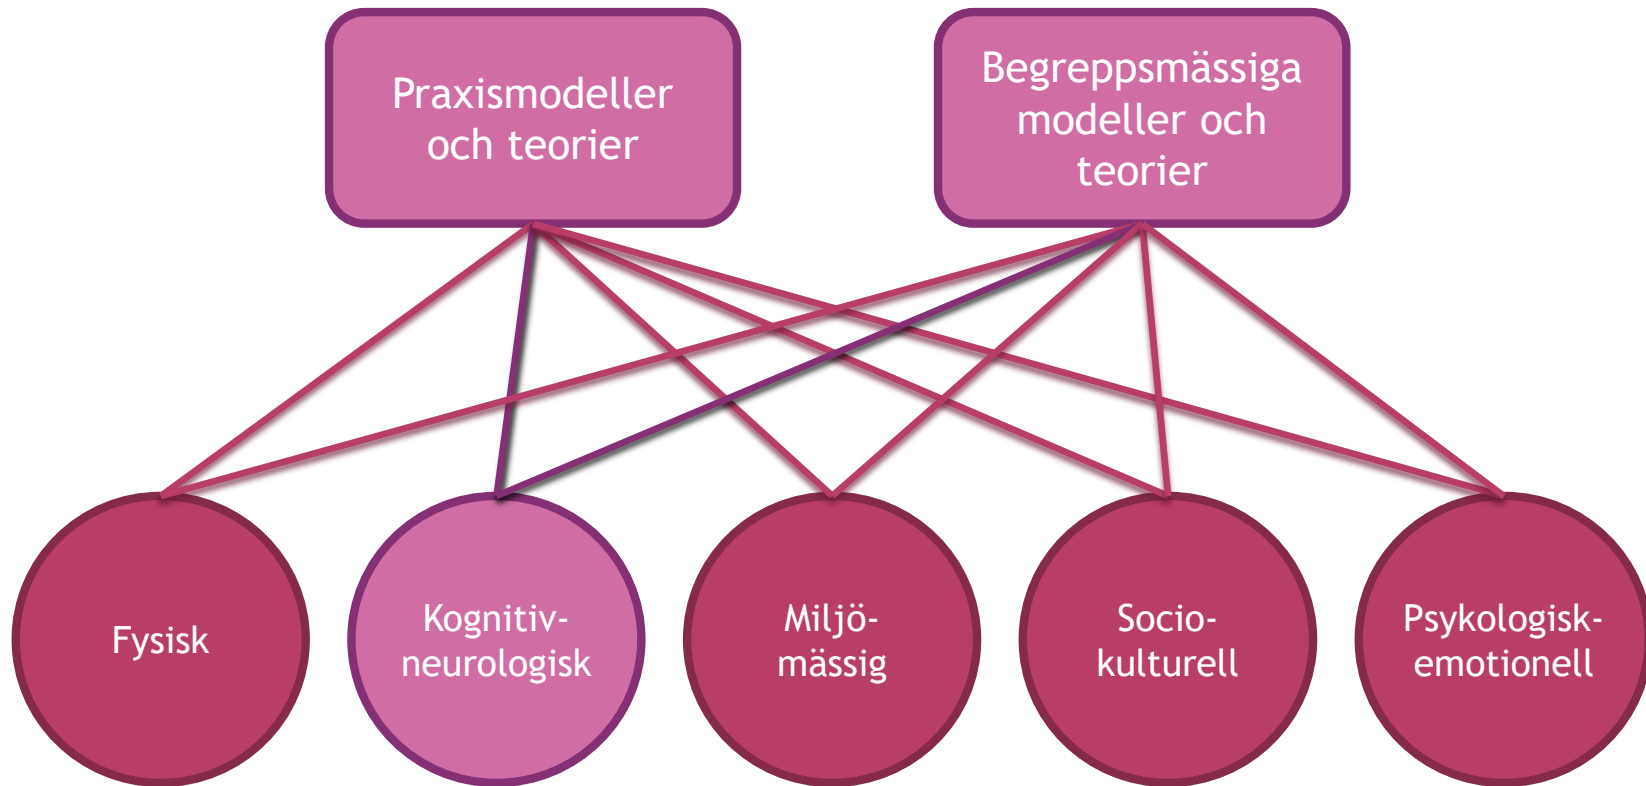 Praxismodeller
och teorier
Begreppsmässiga
modeller och
teorier
Fysisk
Kognitiv-
neurologisk
Miljö-
mässig
Socio-
kulturell
Psykologisk-
emotionell